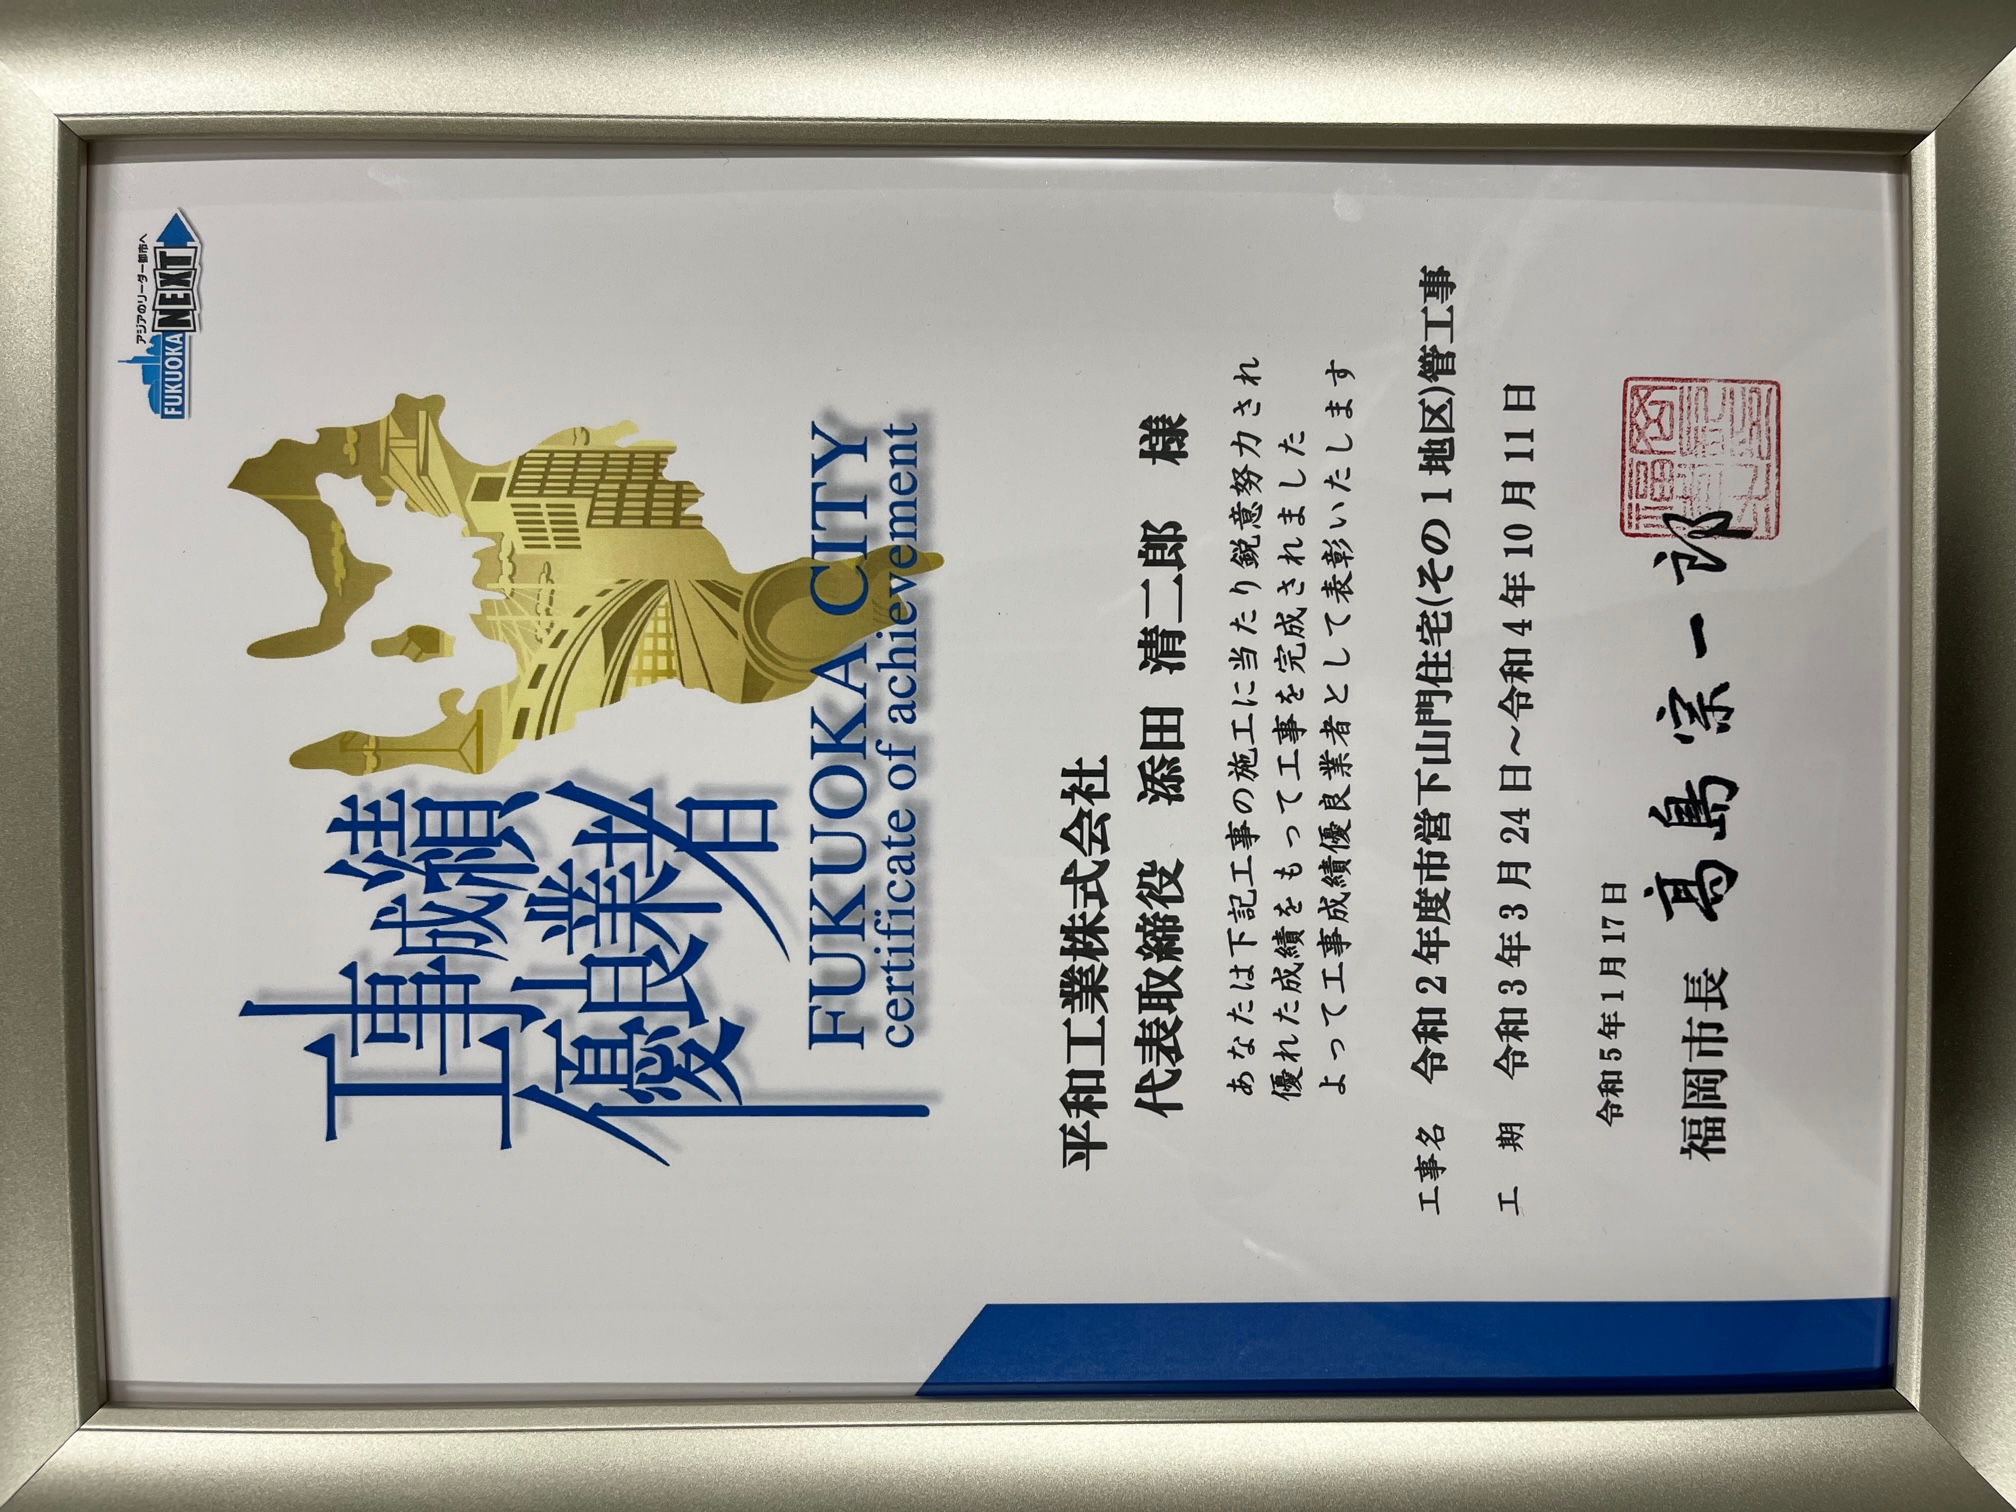 アジアのリーダー都市へ
FUKUOKA NEXT
工事成績
優良業者
FUKUOKA CITY
certificate of achievement
平和工業株式会社
代表取締役 添田 清二郎 様
あなたは下記工事の施工に当たり鋭意努力され
優れた成績をもって工事を完成されました
よって工事成績優良業者として表彰いたします
工事名 令和2年度市営下山門住宅(その1地区)管工事
工 期 令和3年3月24日～令和4年10月11日
令和5年1月17日
福岡市長 高島宗一郎